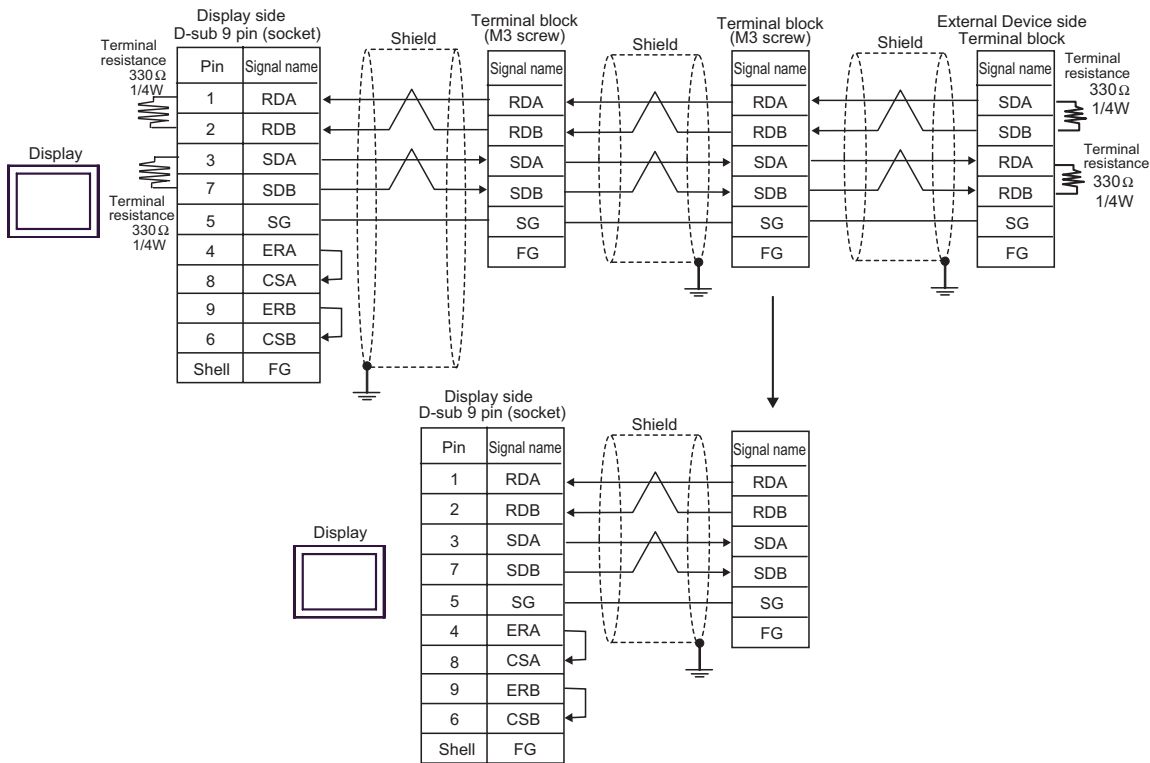 Display side
D-sub 9 pin (socket)
Terminal block
(M3 screw)
Terminal block
(M3 screw)
External Device side
Terminal block
Shield
Shield
Shield
Terminal
resistance
330Ω
1/4W
Terminal
resistance
330Ω
1/4W
Display
Pin Signal name
1 RDA
2 RDB
3 SDA
7 SDB
5 SG
4 ERA
8 CSA
9 ERB
6 CSB
Shell FG
Signal name
RDA
RDB
SDA
SDB
SG
FG
Signal name
RDA
RDB
SDA
SDB
SG
FG
Signal name
SDA
SDB
RDA
RDB
SG
FG
Terminal
resistance
330Ω
1/4W
Terminal
resistance
330Ω
1/4W
Display side
D-sub 9 pin (socket)
Shield
Display
Pin Signal name
1 RDA
2 RDB
3 SDA
7 SDB
5 SG
4 ERA
8 CSA
9 ERB
6 CSB
Shell FG
Signal name
RDA
RDB
SDA
SDB
SG
FG